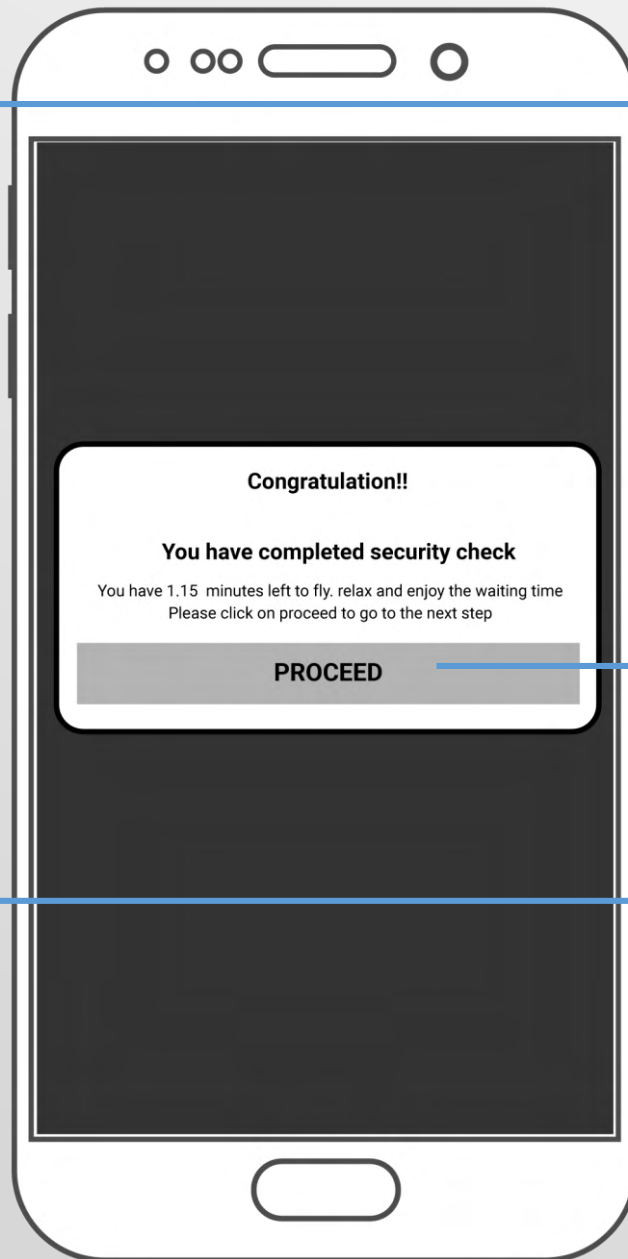 Congratulation!!
You have completed security check
You have 1.15 minutes left to fly. relax and enjoy the waiting time
Please click on proceed to go to the next step
PROCEED